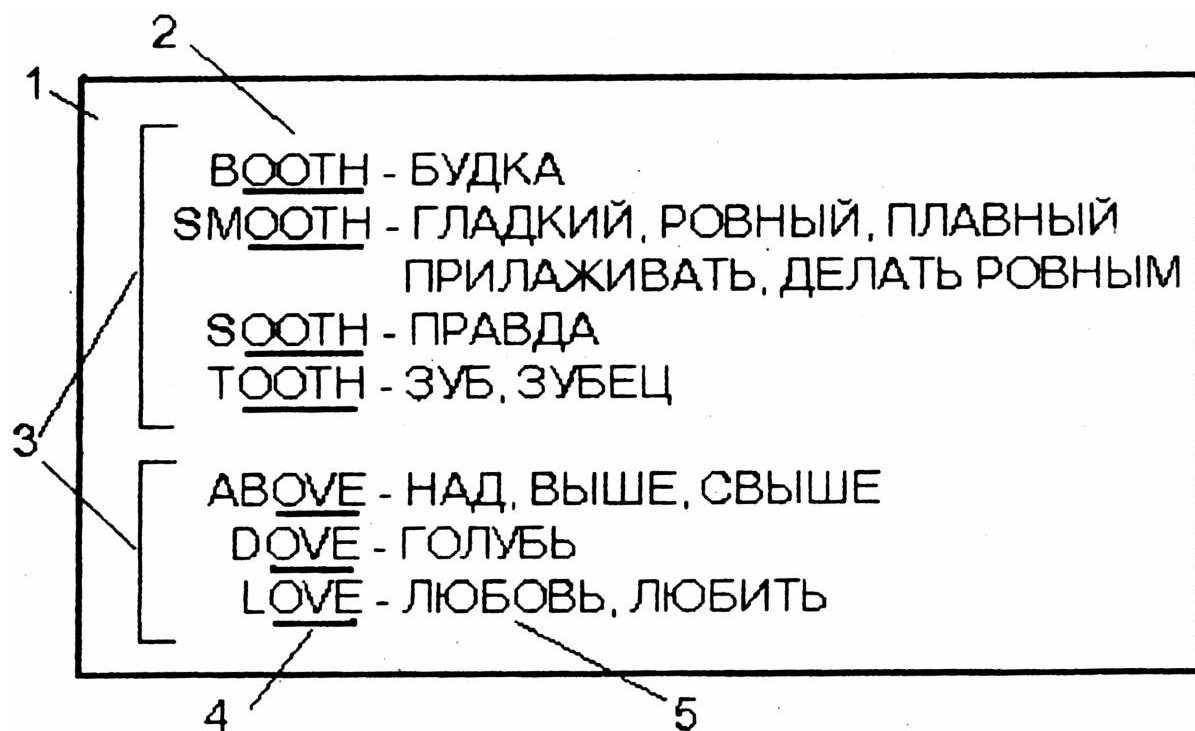 2
1
BOOTH - БУДКА
SMOOTH - ГЛАДКИЙ, РОВНЫЙ, ПЛАВНЫЙ
ПРИЛАЖИВАТЬ, ДЕЛАТЬ РОВНЫМ
SOOTH - ПРАВДА
TOOTH - ЗУБ, ЗУБЕЦ
3
ABOVE - НАД, ВЫШЕ, СВЫШЕ
DOVE - ГОЛУБЬ
LOVE - ЛЮБОВЬ, ЛЮБИТЬ
4 5